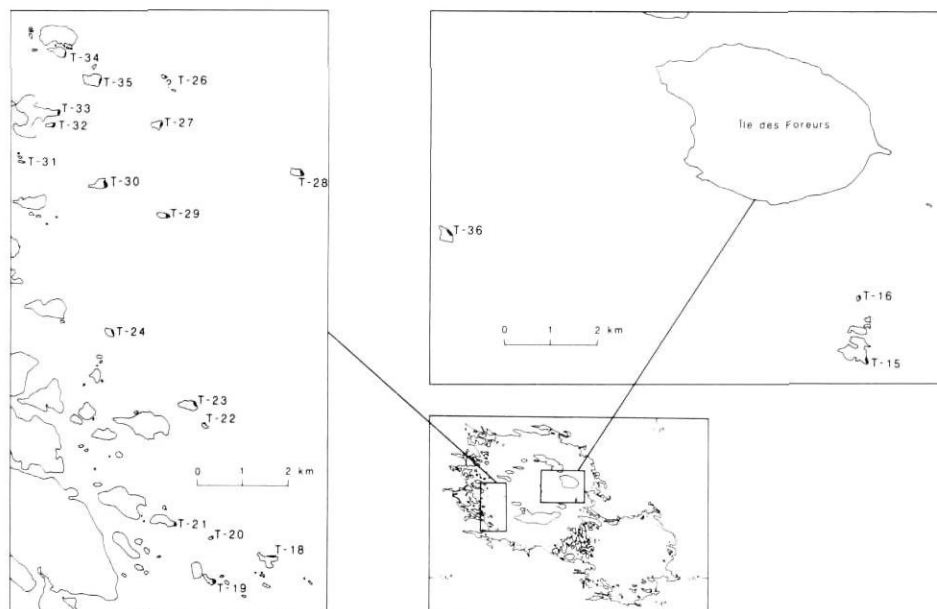 T-34
T-35
T-26
T-33
T-32
T-27
T-31
T-30
T-28
T-29
T-24
T-23
T-22
0 1 2 km
T-21
T-20
T-18
T-19
Île des Foreurs
T-36
T-16
0 1 2 km
T-15